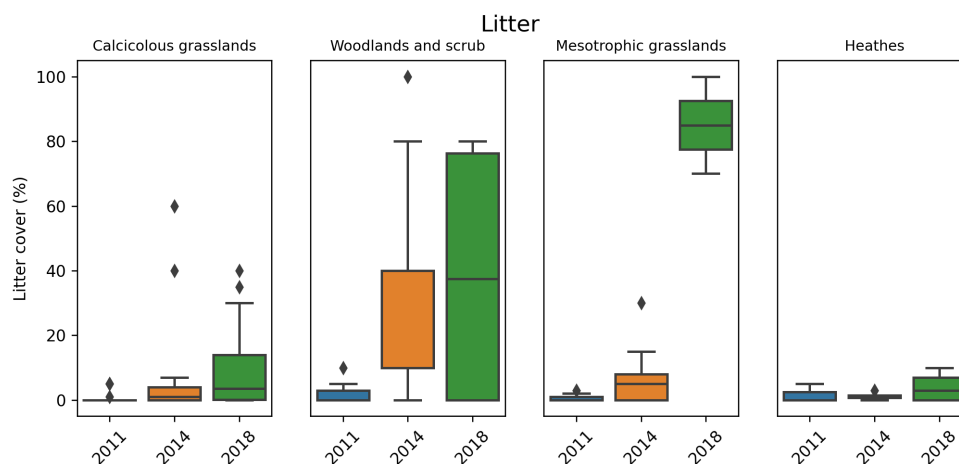 Litter
Calcicolous grasslands Woodlands and scrub Mesotrophic grasslands Heathes
Litter cover (%)
100
80
60
40
20
0
2011 2014 2018 2011 2014 2018 2011 2014 2018 2011 2014 2018